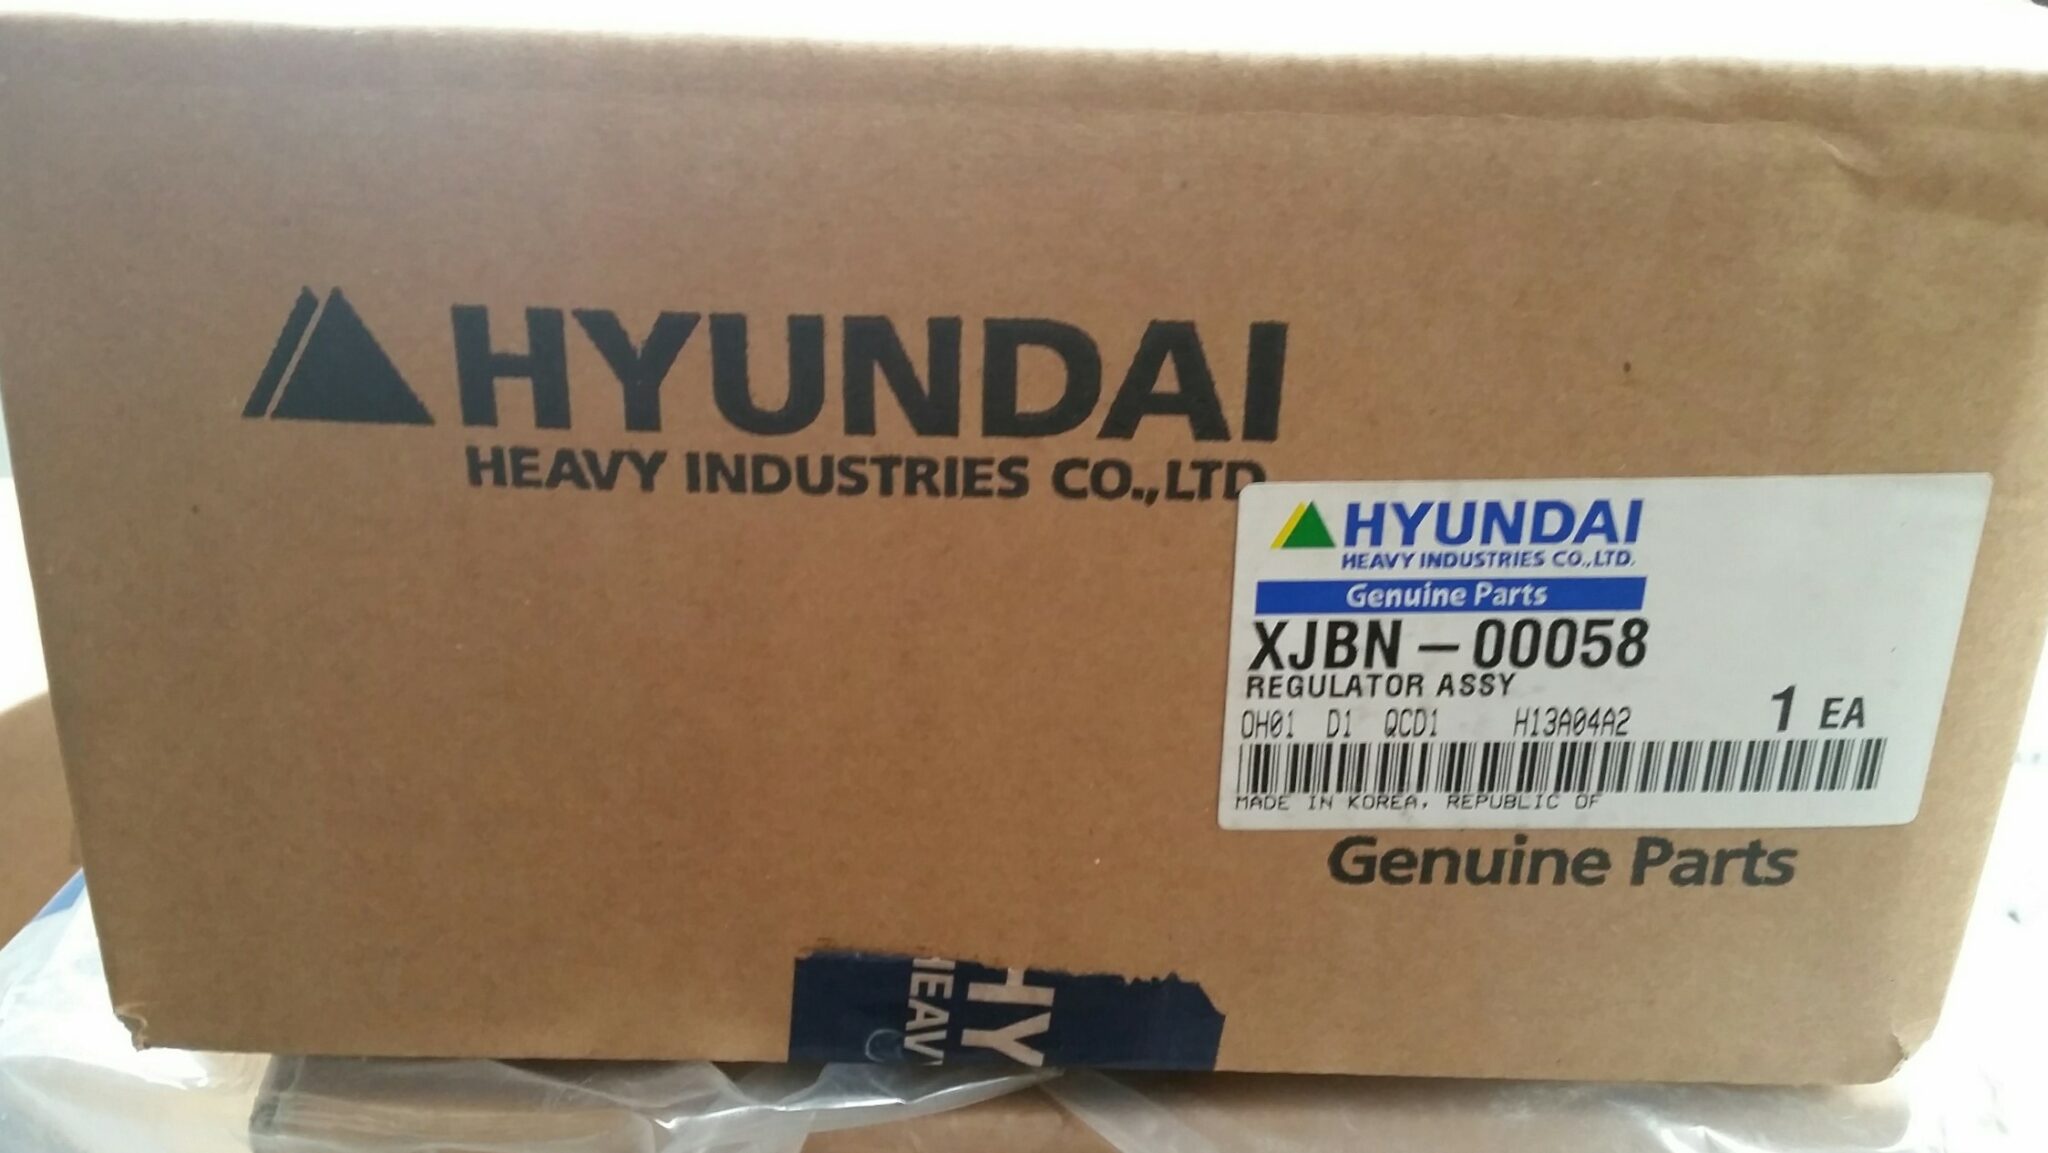 HYUNDAI
HEAVY INDUSTRIES CO.,LTD
HYUNDAI
HEAVY INDUSTRIES CO.,LTD.
Genuine Parts
XJBN-00058
REGULATOR ASSY
OH01 D1 QCD1 H13A04A2 1 EA
MADE IN KOREA, REPUBLIC OF
Genuine Parts
HY
HEAV